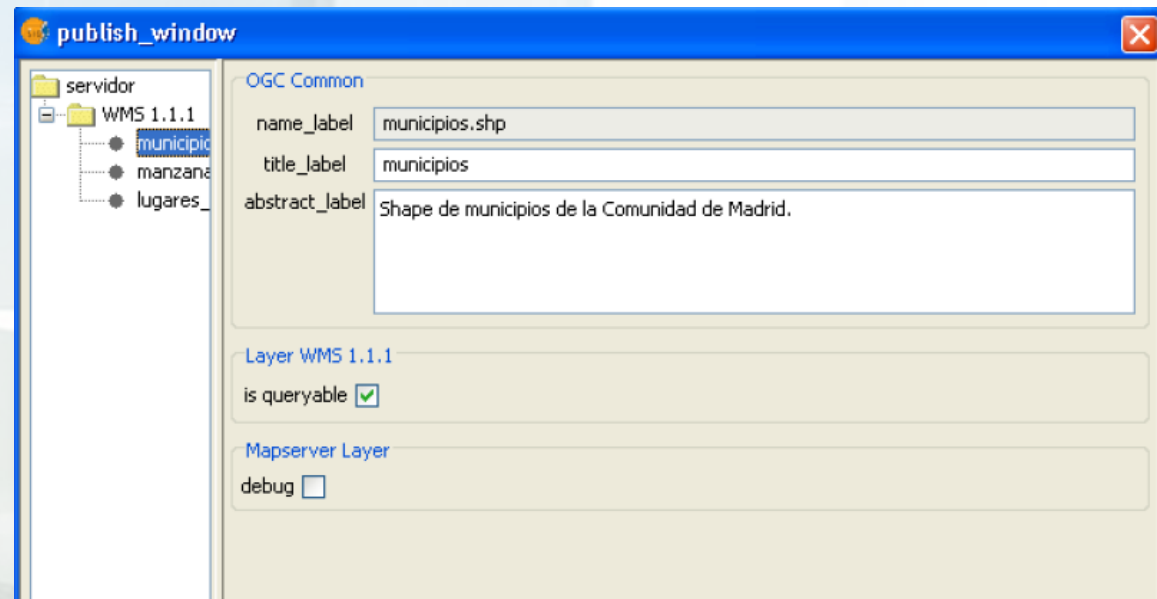 publish_window
servidor
WMS 1.1.1
municipio
manzana
lugares_
OGC Common
name_label municipios.shp
title_label municipios
abstract_label Shape de municipios de la Comunidad de Madrid.
Layer WMS 1.1.1
is queryable
Mapserver Layer
debug